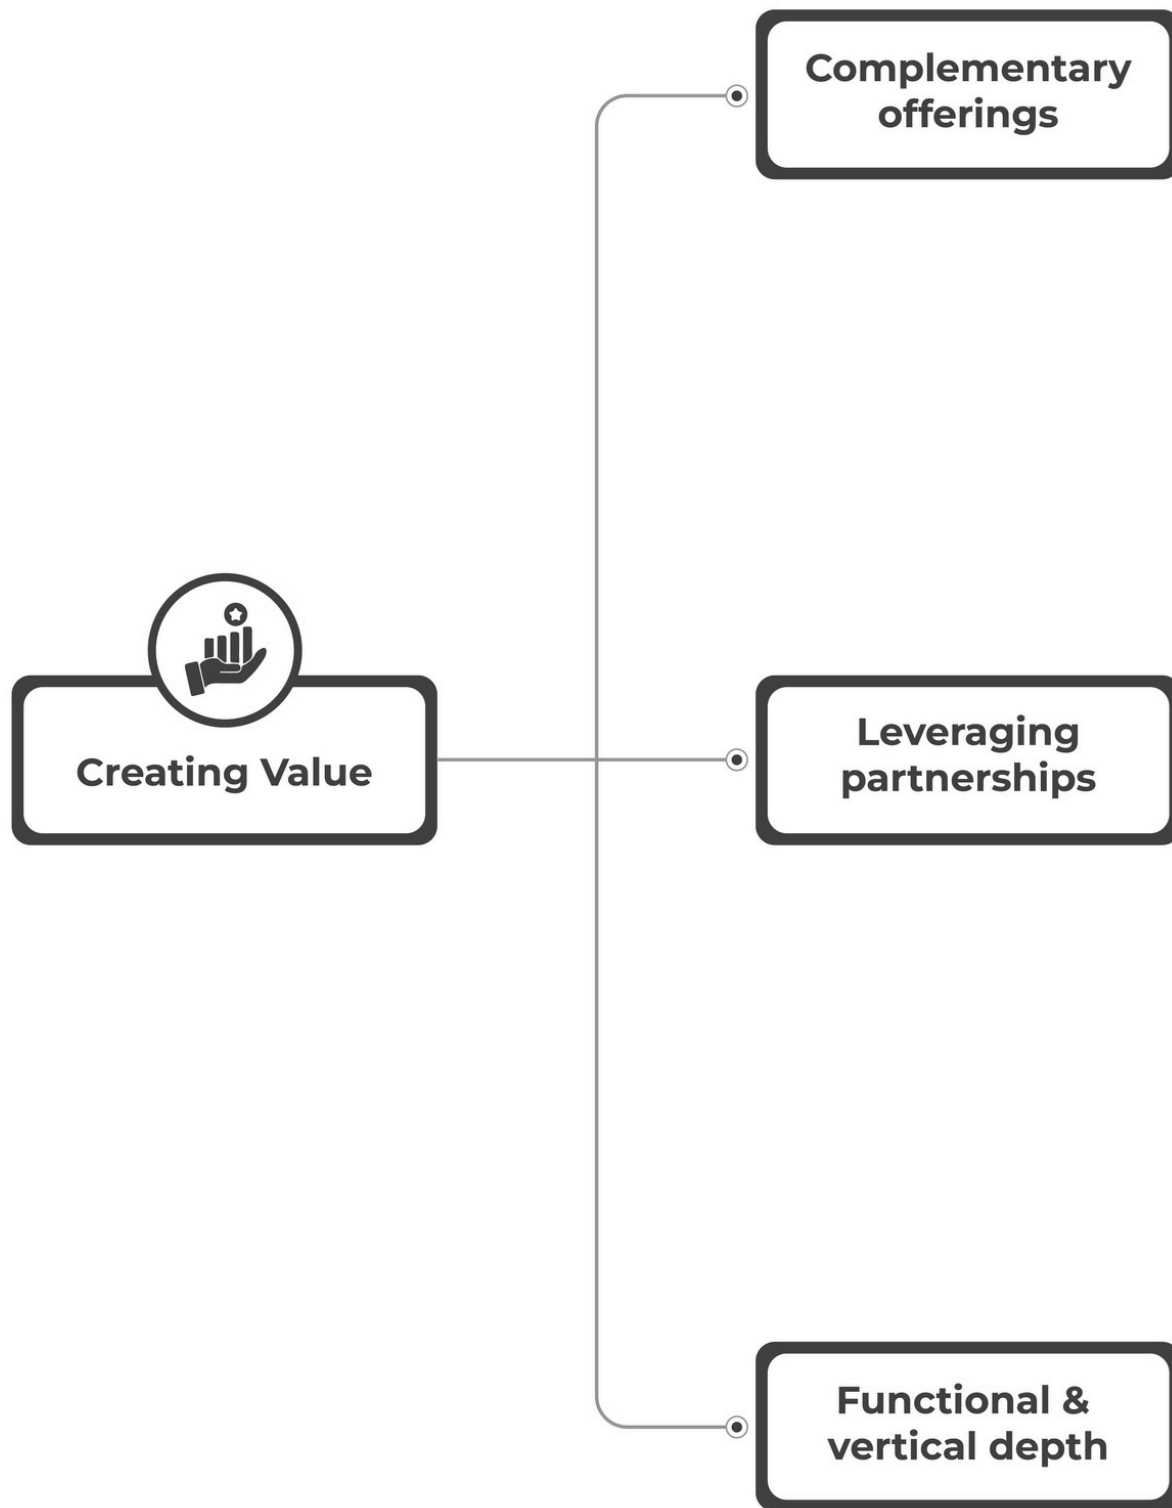 Complementary
offerings
Creating Value
Leveraging
partnerships
Functional &
vertical depth